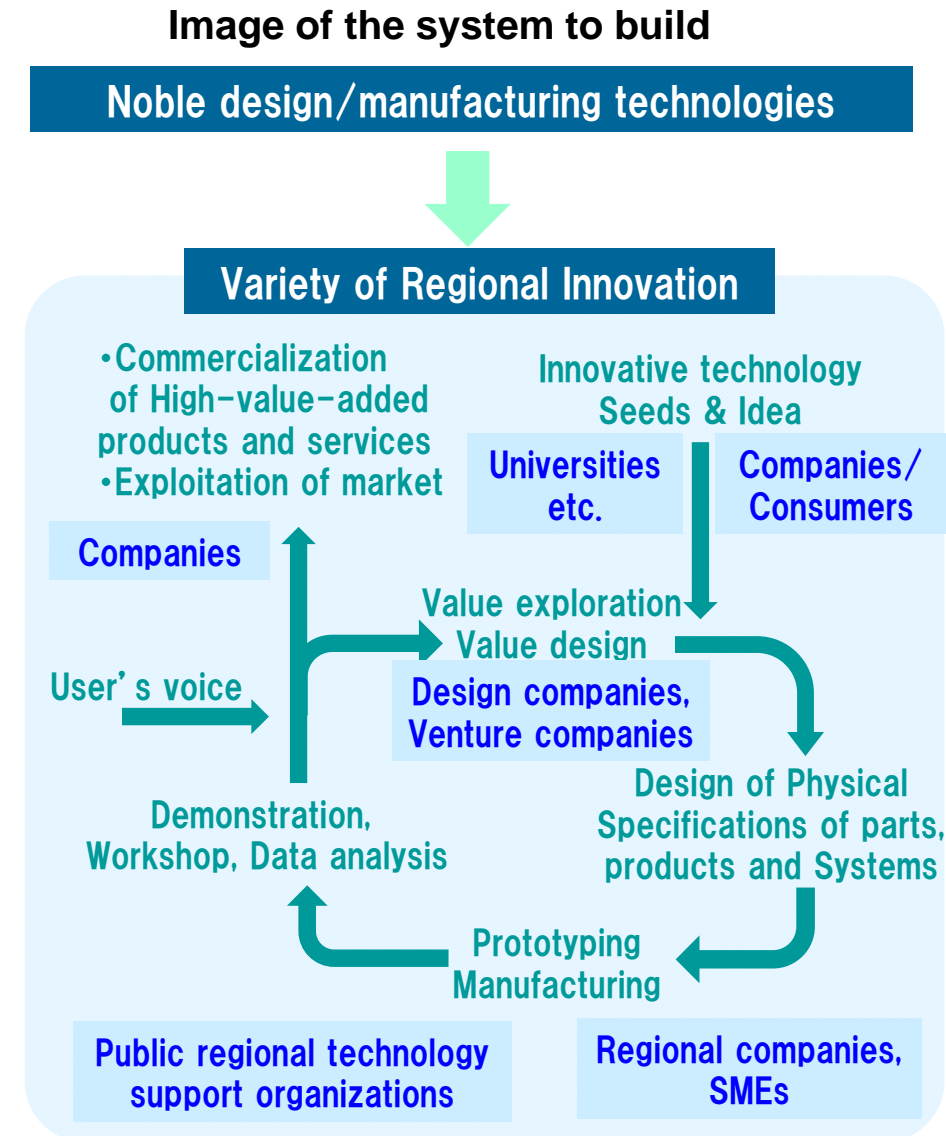 Image of the system to build
Noble design/manufacturing technologies
Variety of Regional Innovation
・Commercialization
of High-value-added
products and services
・Exploitation of market
Companies
Innovative technology
Seeds & Idea
Universities
etc.
Companies/
Consumers
Value exploration
Value design
Design companies,
Venture companies
User's voice
Design of Physical
Specifications of parts,
products and Systems
Demonstration,
Workshop, Data analysis
Prototyping
Manufacturing
Public regional technology
support organizations
Regional companies,
SMEs